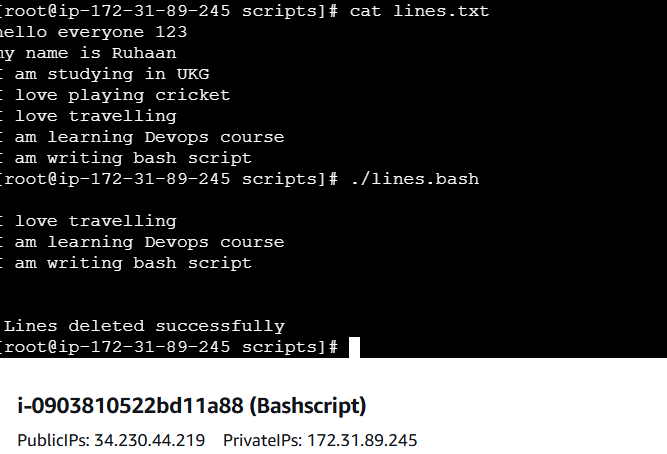 [root@ip-172-31-89-245 scripts]# cat lines.txt
hello everyone 123
my name is Ruhaan
I am studying in UKG
I love playing cricket
I love travelling
I am learning Devops course
I am writing bash script
[root@ip-172-31-89-245 scripts]# ./lines.bash
I love travelling
I am learning Devops course
I am writing bash script
Lines deleted successfully
[root@ip-172-31-89-245 scripts]#
i-0903810522bd11a88 (Bashscript)
PublicIPs: 34.230.44.219 PrivateIPs: 172.31.89.245